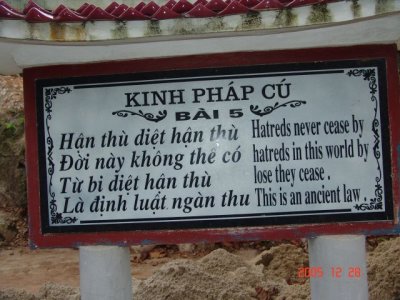 KINH PHÁP CÚ
BÀI 5
Hận thù diệt hận thù
Đời này không thể có
Từ bi diệt hận thù
Là định luật ngàn thu
Hatreds never cease by
hatreds in this world by
lose they cease .
This is an ancient law .
2005 12 28